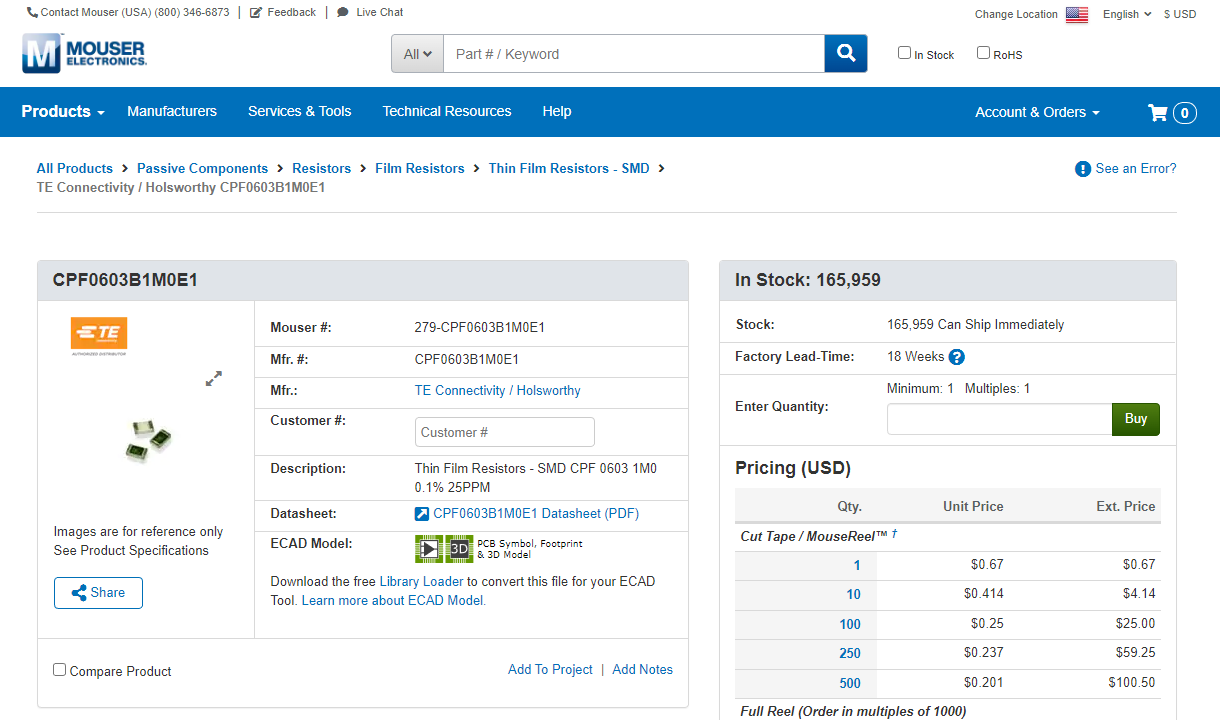 Contact Mouser (USA) (800) 346-6873 | Feedback | Live Chat
Change Location English $ USD
M MOUSER ELECTRONICS
All Part # / Keyword In Stock RoHS
Products Manufacturers Services & Tools Technical Resources Help Account & Orders 0
All Products > Passive Components > Resistors > Film Resistors > Thin Film Resistors - SMD >
TE Connectivity / Holsworthy CPF0603B1M0E1
See an Error?
CPF0603B1M0E1
TE
connectivity
AUTHORIZED DISTRIBUTOR
Images are for reference only
See Product Specifications
Share
Mouser #: 279-CPF0603B1M0E1
Mfr. #: CPF0603B1M0E1
Mfr.: TE Connectivity / Holsworthy
Customer #: Customer #
Description: Thin Film Resistors - SMD CPF 0603 1M0
0.1% 25PPM
Datasheet: CPF0603B1M0E1 Datasheet (PDF)
ECAD Model: 3D PCB Symbol, Footprint
& 3D Model
Download the free Library Loader to convert this file for your ECAD
Tool. Learn more about ECAD Model.
Compare Product Add To Project | Add Notes
In Stock: 165,959
Stock: 165,959 Can Ship Immediately
Factory Lead-Time: 18 Weeks ?
Minimum: 1 Multiples: 1
Enter Quantity: Buy
Pricing (USD)
Qty. Unit Price Ext. Price
Cut Tape / MouseReel™ †
1 $0.67 $0.67
10 $0.414 $4.14
100 $0.25 $25.00
250 $0.237 $59.25
500 $0.201 $100.50
Full Reel (Order in multiples of 1000)